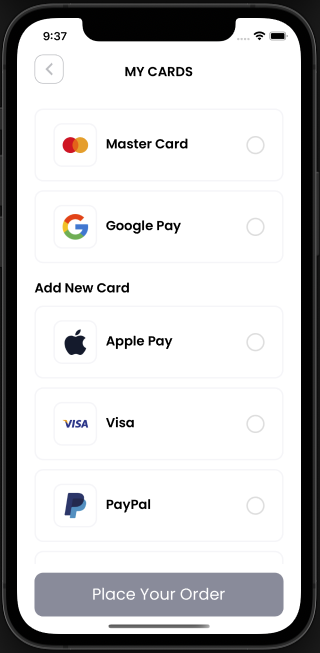 9:37
MY CARDS
Master Card
Google Pay
Add New Card
Apple Pay
VISA
Visa
PayPal
Place Your Order